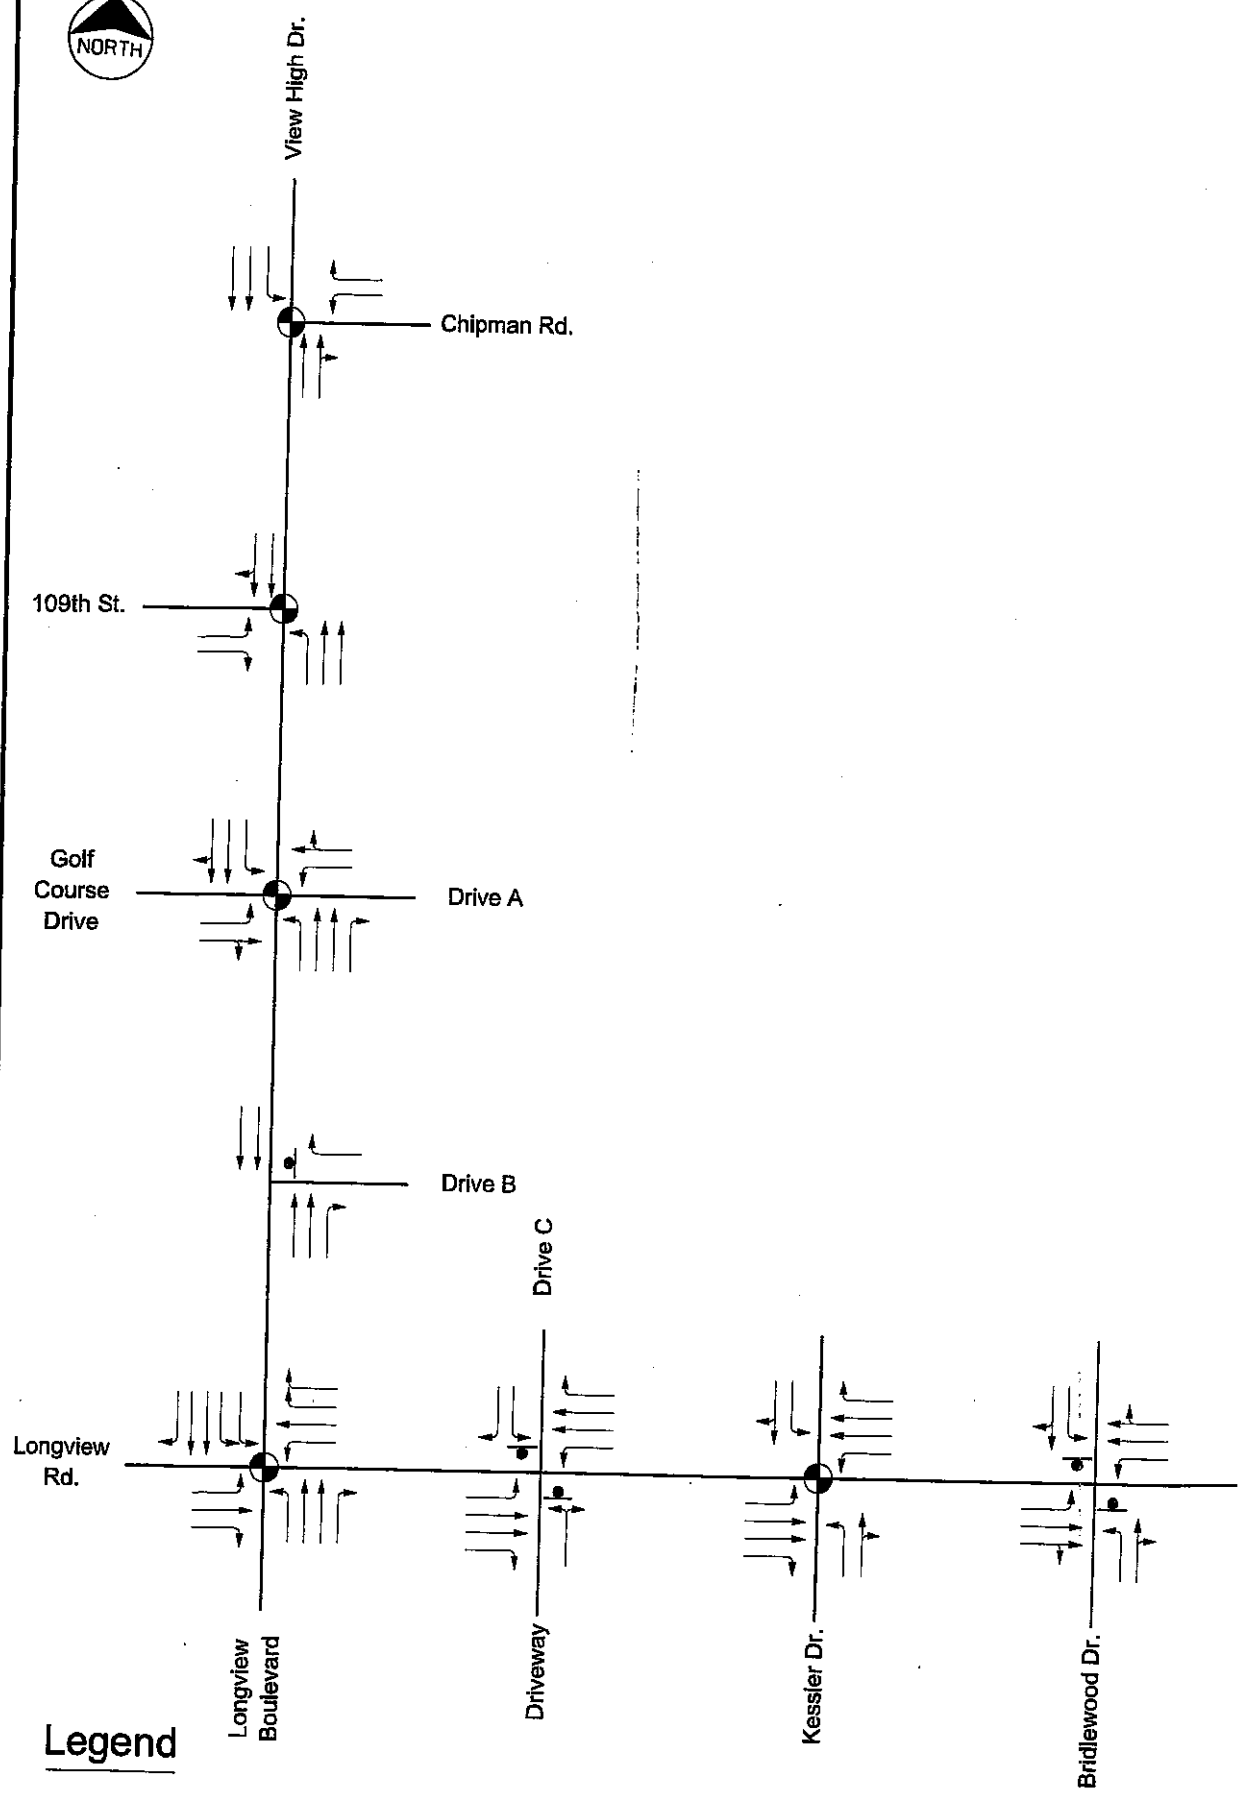 NORTH
View High Dr.
Chipman Rd.
109th St.
Golf
Course
Drive
Drive A
Drive B
Drive C
Longview
Rd.
Longview
Boulevard
Driveway
Kessler Dr.
Bridlewood Dr.
Legend